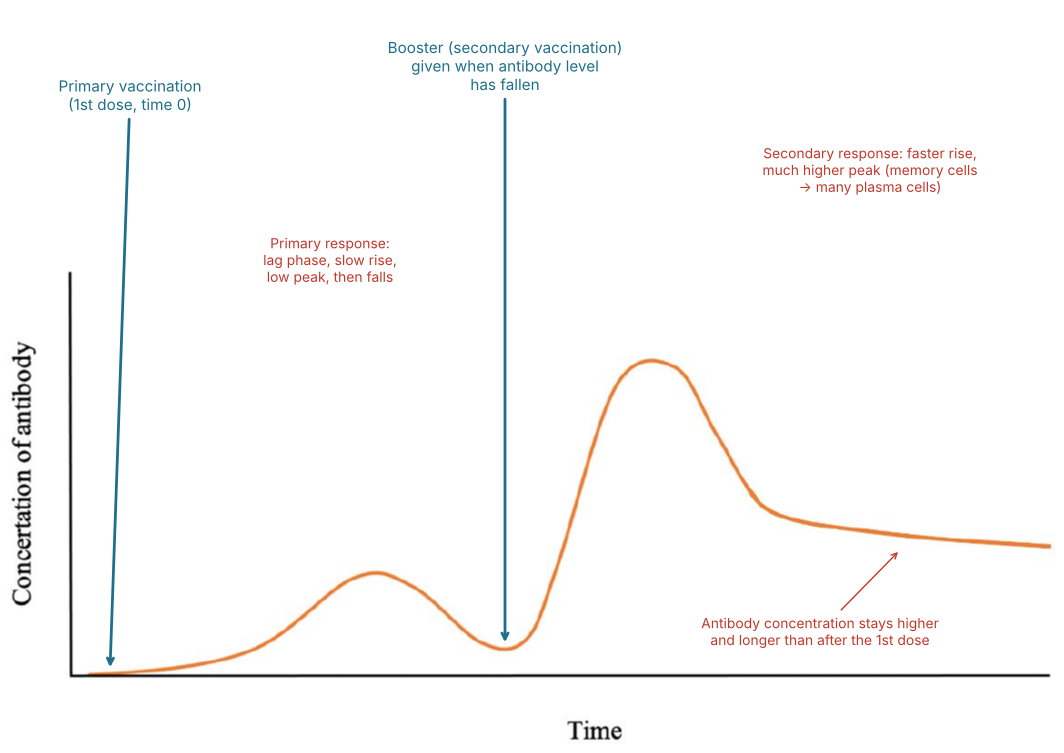 Booster (secondary vaccination)
given when antibody level
has fallen
Primary vaccination
(1st dose, time 0)
Secondary response: faster rise,
much higher peak (memory cells
→ many plasma cells)
Primary response:
lag phase, slow rise,
low peak, then falls
Concertation of antibody
Antibody concentration stays higher
and longer than after the 1st dose
Time